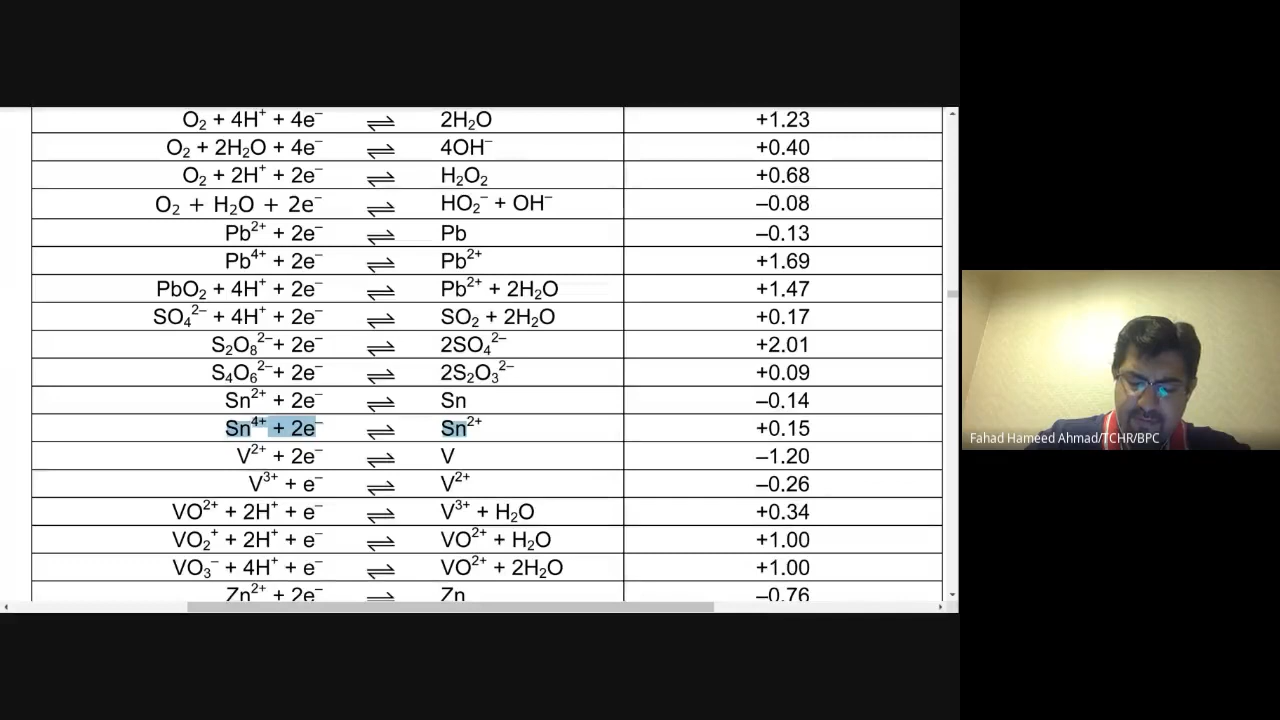 O₂ + 4H⁺ + 4e⁻ ⇌ 2H₂O +1.23
O₂ + 2H₂O + 4e⁻ ⇌ 4OH⁻ +0.40
O₂ + 2H⁺ + 2e⁻ ⇌ H₂O₂ +0.68
O₂ + H₂O + 2e⁻ ⇌ HO₂⁻ + OH⁻ –0.08
Pb²⁺ + 2e⁻ ⇌ Pb –0.13
Pb⁴⁺ + 2e⁻ ⇌ Pb²⁺ +1.69
PbO₂ + 4H⁺ + 2e⁻ ⇌ Pb²⁺ + 2H₂O +1.47
SO₄²⁻ + 4H⁺ + 2e⁻ ⇌ SO₂ + 2H₂O +0.17
S₂O₈²⁻ + 2e⁻ ⇌ 2SO₄²⁻ +2.01
S₄O₆²⁻ + 2e⁻ ⇌ 2S₂O₃²⁻ +0.09
Sn²⁺ + 2e⁻ ⇌ Sn –0.14
Sn⁴⁺ + 2e⁻ ⇌ Sn²⁺ +0.15
V²⁺ + 2e⁻ ⇌ V –1.20
V³⁺ + e⁻ ⇌ V²⁺ –0.26
VO²⁺ + 2H⁺ + e⁻ ⇌ V³⁺ + H₂O +0.34
VO₂⁺ + 2H⁺ + e⁻ ⇌ VO²⁺ + H₂O +1.00
VO₃⁻ + 4H⁺ + e⁻ ⇌ VO²⁺ + 2H₂O +1.00
Zn²⁺ + 2e⁻ ⇌ Zn –0.76
Fahad Hameed Ahmad/TCHR/BPC